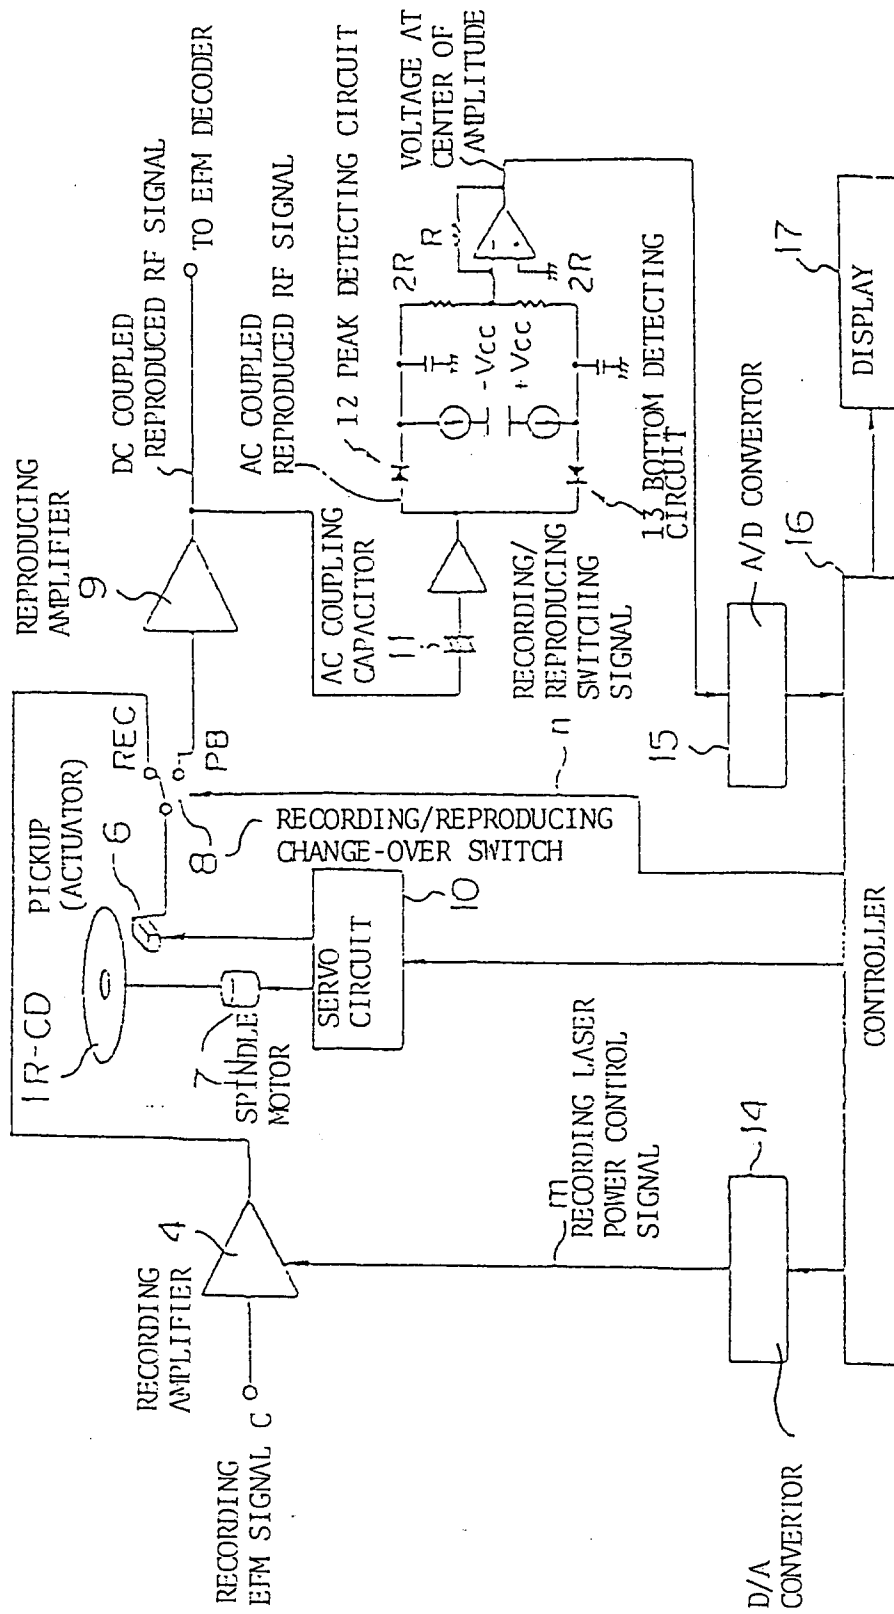 RECORDING
EFM SIGNAL C
RECORDING
AMPLIFIER
4
1 R-CD
PICKUP
(ACTUATOR)
6
7
SPINDLE
MOTOR
SERVO
CIRCUIT
10
REC
PB
8 RECORDING/REPRODUCING
CHANGE-OVER SWITCH
REPRODUCING
AMPLIFIER
9
DC COUPLED
REPRODUCED RF SIGNAL
TO EFM DECODER
AC COUPLED
REPRODUCED RF SIGNAL
12 PEAK DETECTING CIRCUIT
AC COUPLING
CAPACITOR
11
2R
R
-Vcc
+Vcc
2R
-
+
VOLTAGE AT
CENTER OF
AMPLITUDE
13 BOTTOM DETECTING
CIRCUIT
RECORDING/
REPRODUCING
SWITCHING
SIGNAL
n
m
RECORDING LASER
POWER CONTROL
SIGNAL
14
D/A
CONVERTOR
15
A/D CONVERTOR
16
CONTROLLER
17
DISPLAY